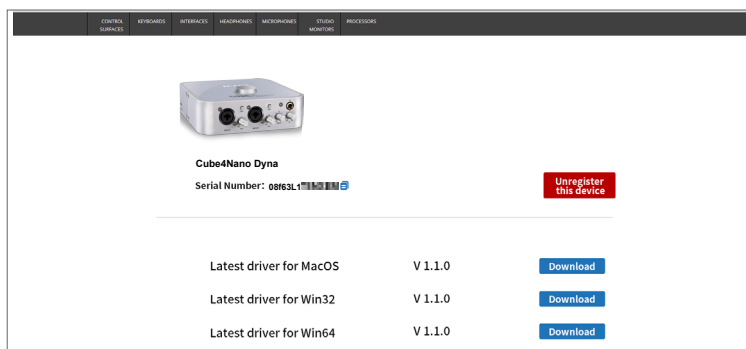 CONTROL SURFACES KEYBOARDS INTERFACES HEADPHONES MICROPHONES STUDIO MONITORS PROCESSORS
Cube4Nano Dyna
Serial Number: 08f63L1
Unregister
this device
Latest driver for MacOS V 1.1.0 Download
Latest driver for Win32 V 1.1.0 Download
Latest driver for Win64 V 1.1.0 Download